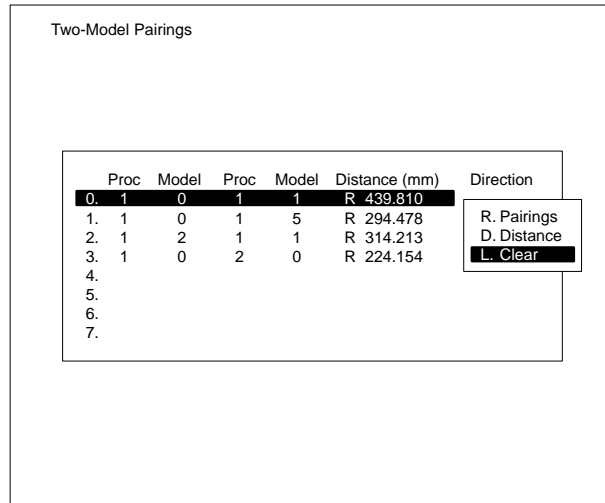 Two-Model Pairings
Proc Model Proc Model Distance (mm) Direction
0. 1 0 1 1 R 439.810
1. 1 0 1 5 R 294.478 R. Pairings
2. 1 2 1 1 R 314.213 D. Distance
3. 1 0 2 0 R 224.154 L. Clear
4.
5.
6.
7.